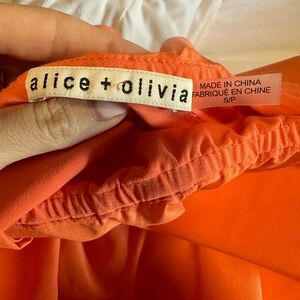 alice + olivia
MADE IN CHINA
FABRIQUÉ EN CHINE
S/P